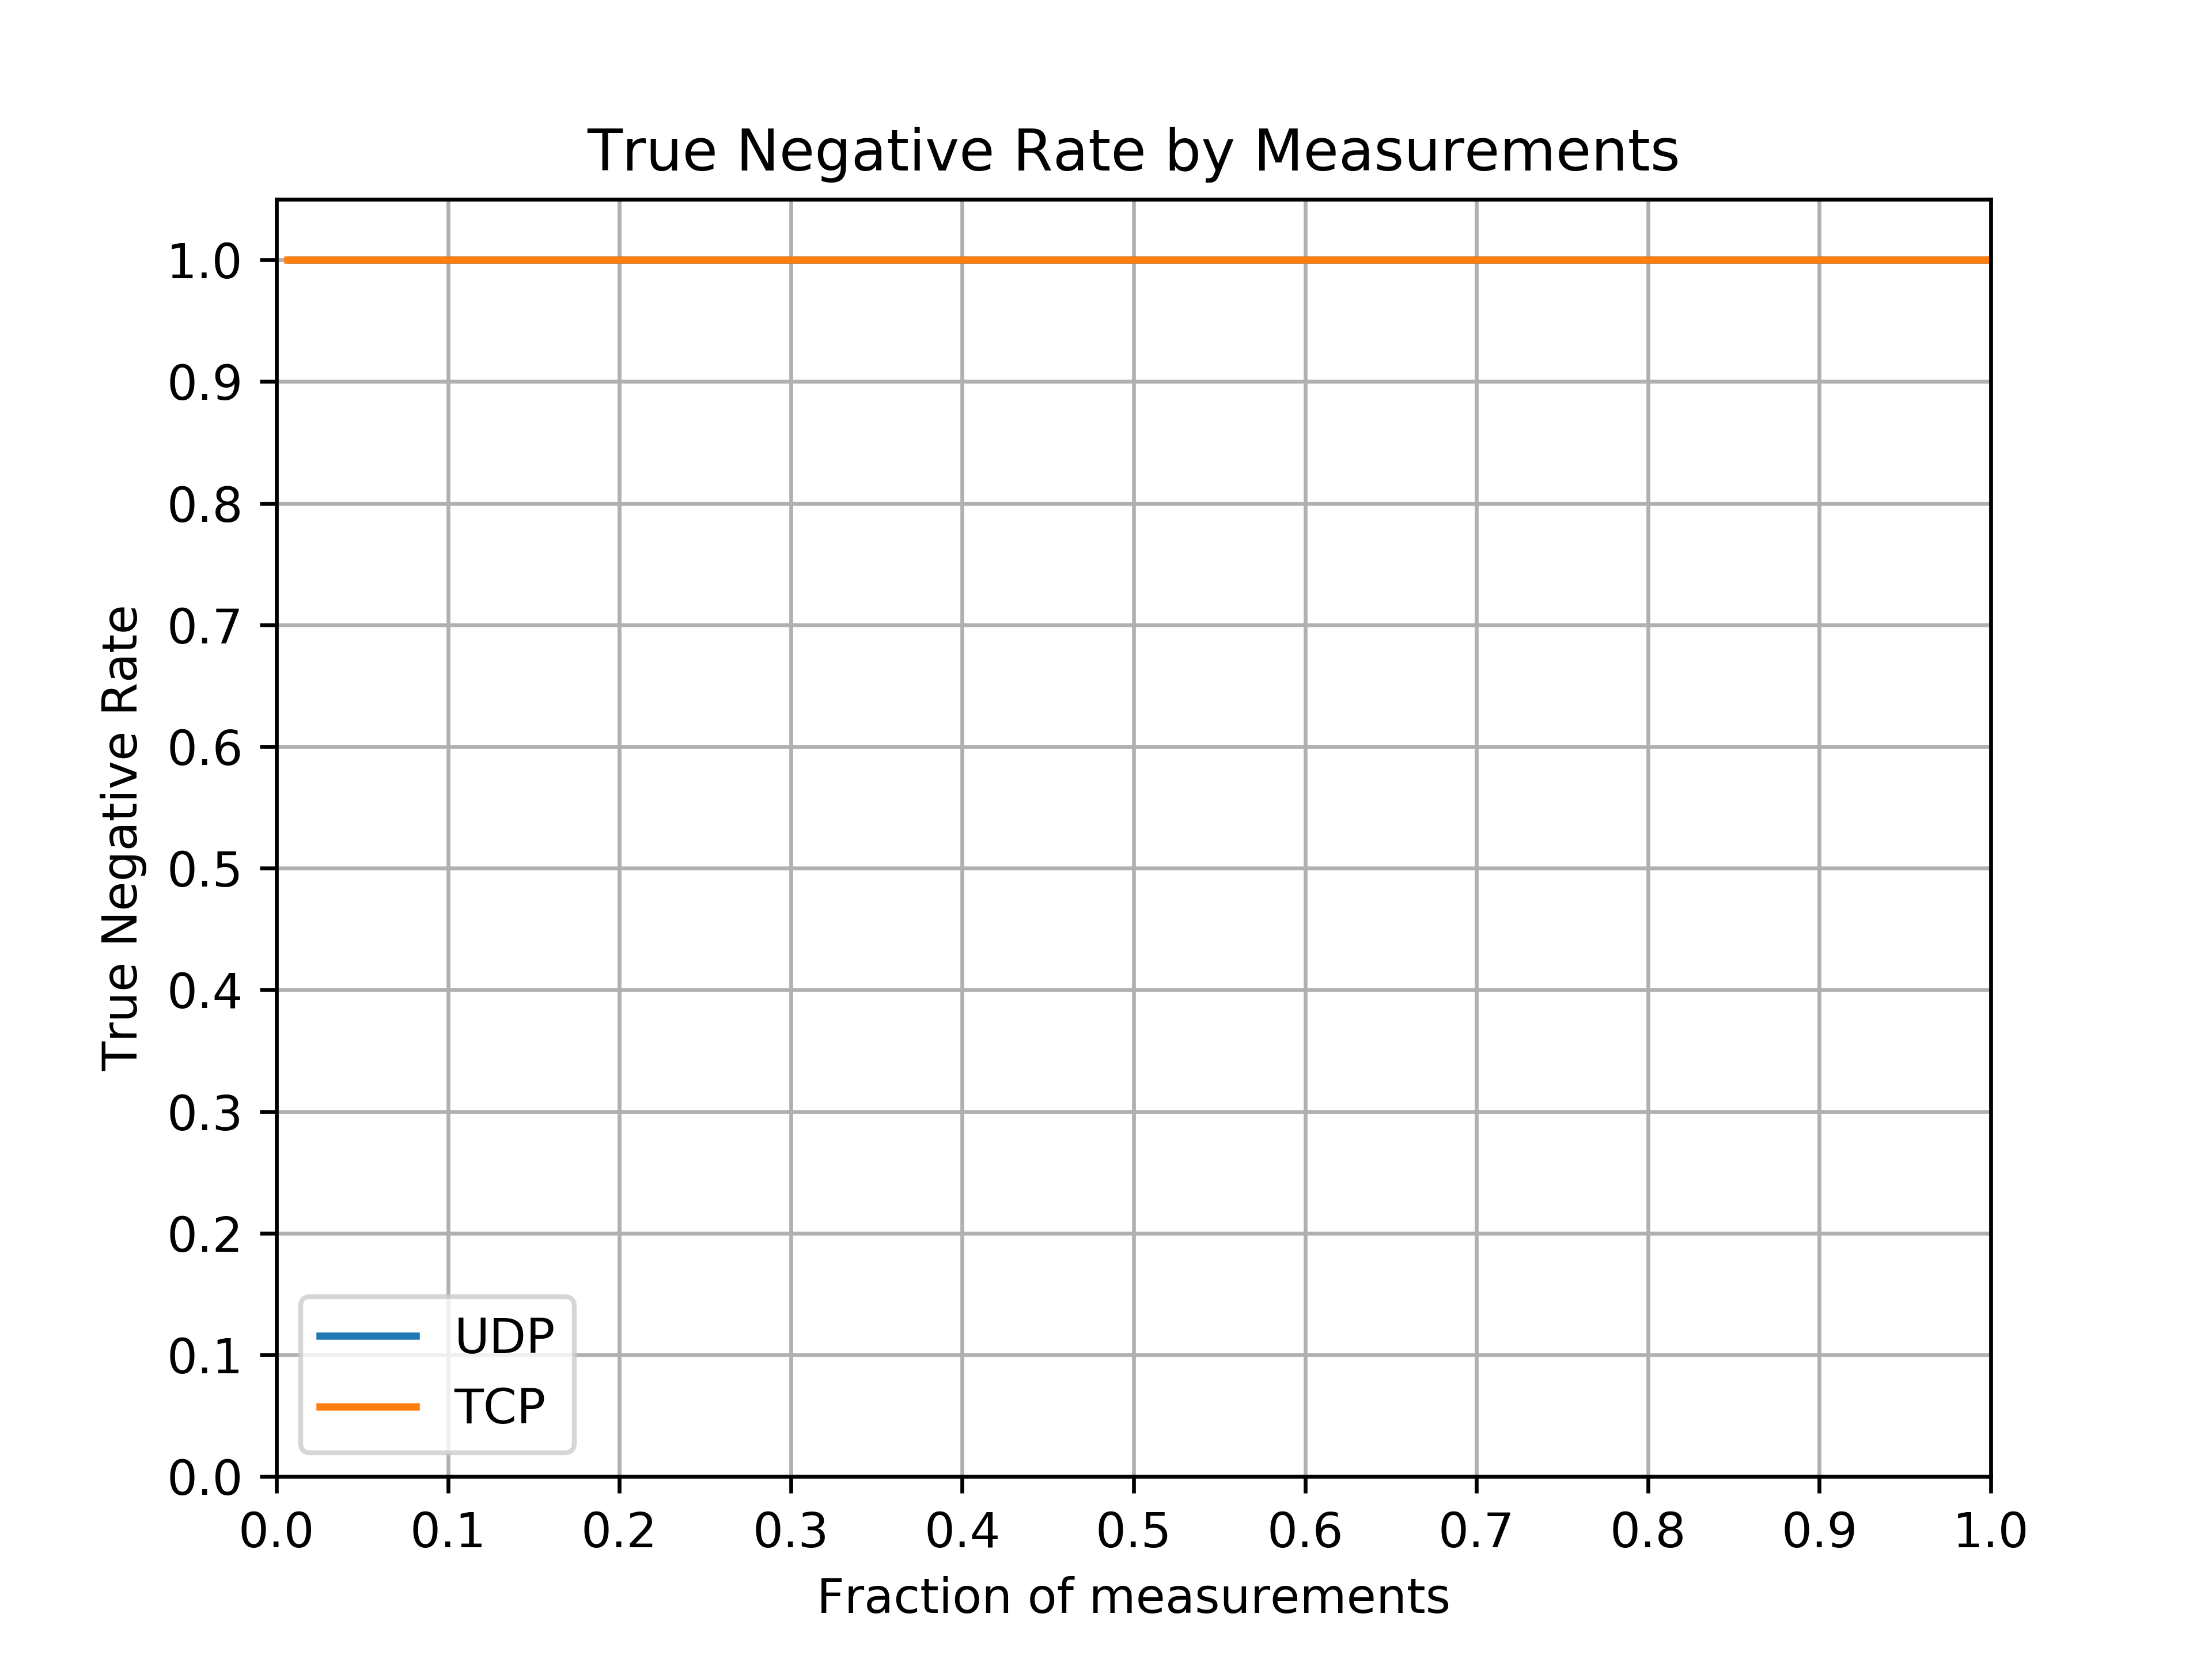 True Negative Rate by Measurements
True Negative Rate
1.0
0.9
0.8
0.7
0.6
0.5
0.4
0.3
0.2
0.1
0.0
UDP
TCP
0.0 0.1 0.2 0.3 0.4 0.5 0.6 0.7 0.8 0.9 1.0
Fraction of measurements